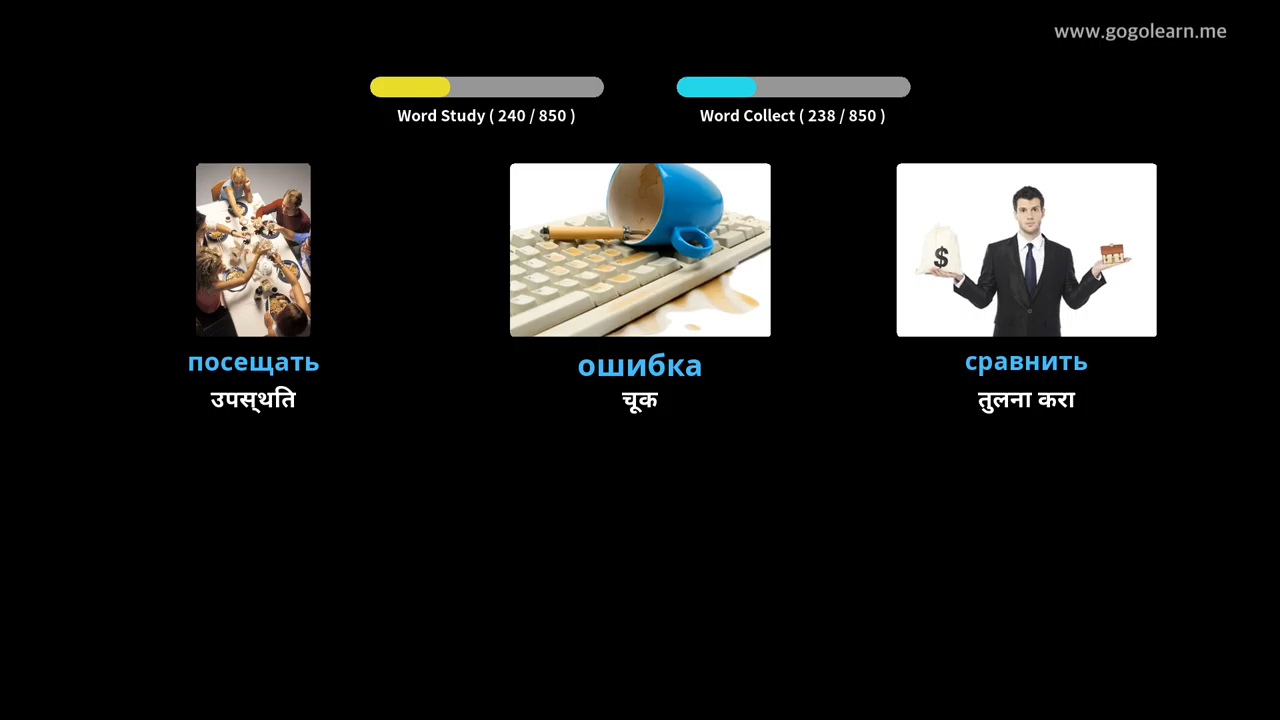 www.gogolearn.me
Word Study ( 240 / 850 )
Word Collect ( 238 / 850 )
$
посещать
ошибка
сравнить
उपस्थिति
चूक
तुलना करा